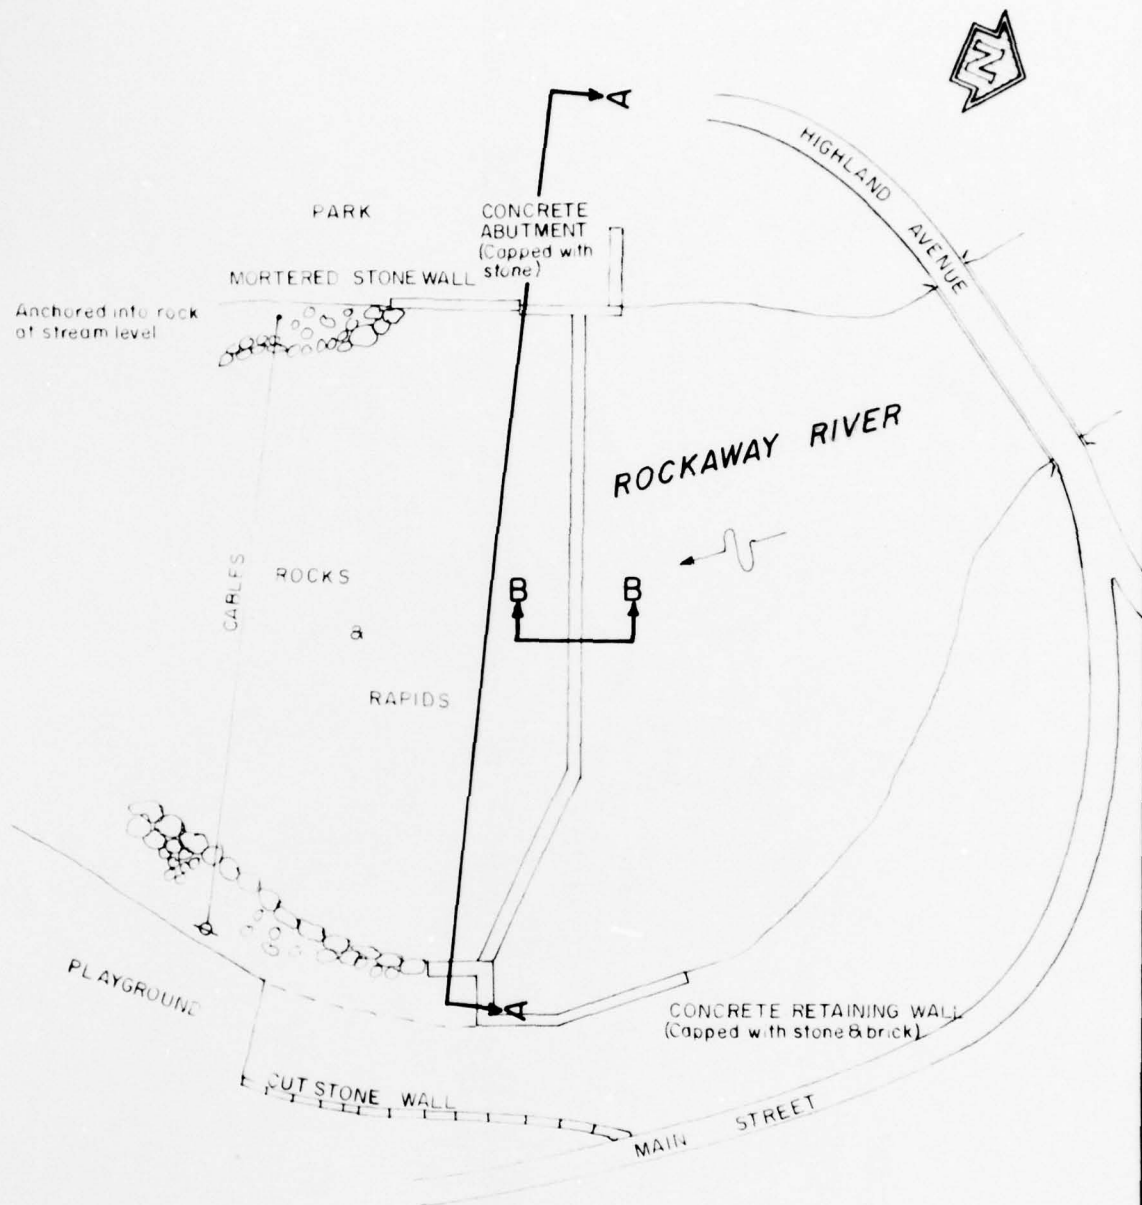 N
A
HIGHLAND AVENUE
PARK
CONCRETE
ABUTMENT
(Capped with
stone)
MORTERED STONE WALL
Anchored into rock
at stream level
ROCKAWAY RIVER
CABLES
ROCKS
&
RAPIDS
B B
PLAYGROUND
A
CONCRETE RETAINING WALL
(Capped with stone & brick)
CUT STONE WALL
MAIN STREET